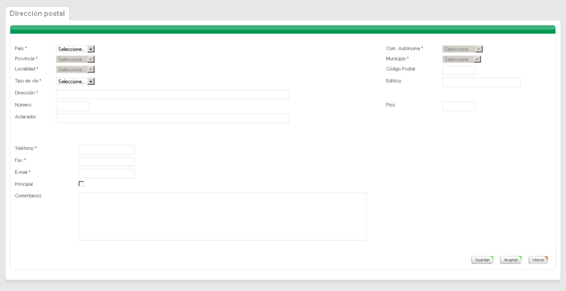 Dirección postal
País * Seleccione... Com. Autónoma * Seleccione...
Provincia * Seleccione... Municipio * Seleccione...
Localidad * Seleccione... Código Postal
Tipo de vía * Seleccione... Edificio
Dirección *
Número Piso
Aclarador
Teléfono *
Fax *
E-mail *
Principal
Comentarios
Guardar Aceptar Volver